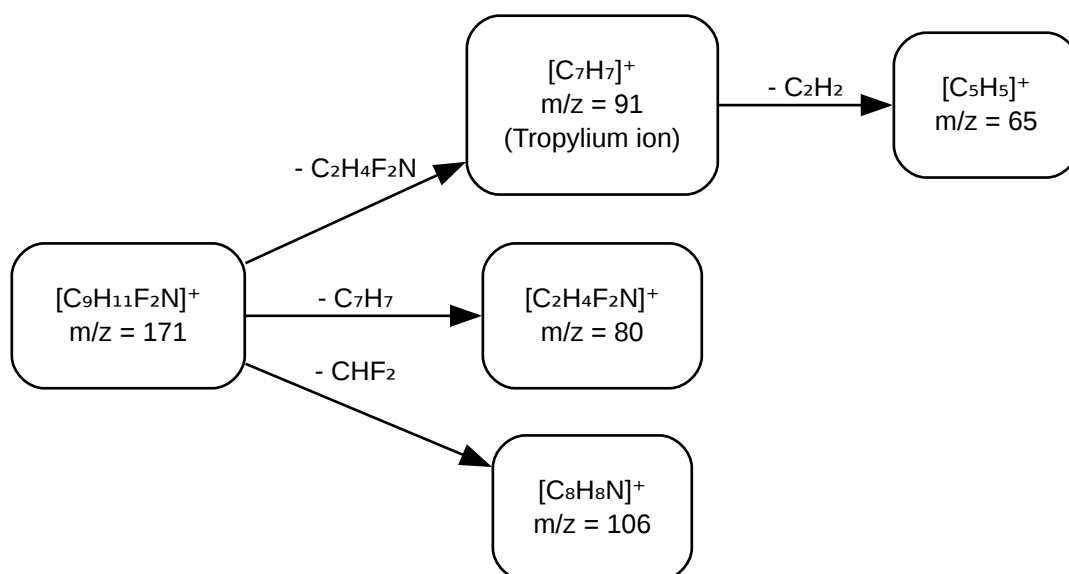 [C₇H₇]⁺
m/z = 91
(Tropylium ion)
- C₂H₂
[C₅H₅]⁺
m/z = 65
- C₂H₄F₂N
[C₉H₁₁F₂N]⁺
m/z = 171
- C₇H₇
[C₂H₄F₂N]⁺
m/z = 80
- CHF₂
[C₈H₈N]⁺
m/z = 106